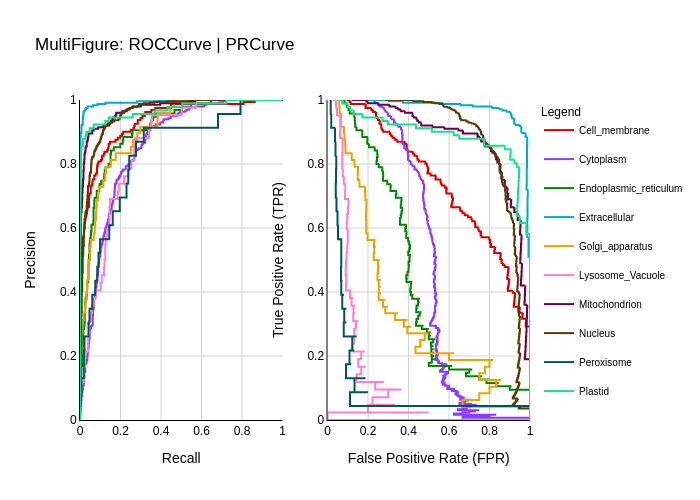 MultiFigure: ROCCurve | PRCurve
Precision
1
0.8
0.6
0.4
0.2
0
0
0.2
0.4
0.6
0.8
1
Recall
True Positive Rate (TPR)
1
0.8
0.6
0.4
0.2
0
0
0.2
0.4
0.6
0.8
1
False Positive Rate (FPR)
Legend
Cell_membrane
Cytoplasm
Endoplasmic_reticulum
Extracellular
Golgi_apparatus
Lysosome_Vacuole
Mitochondrion
Nucleus
Peroxisome
Plastid